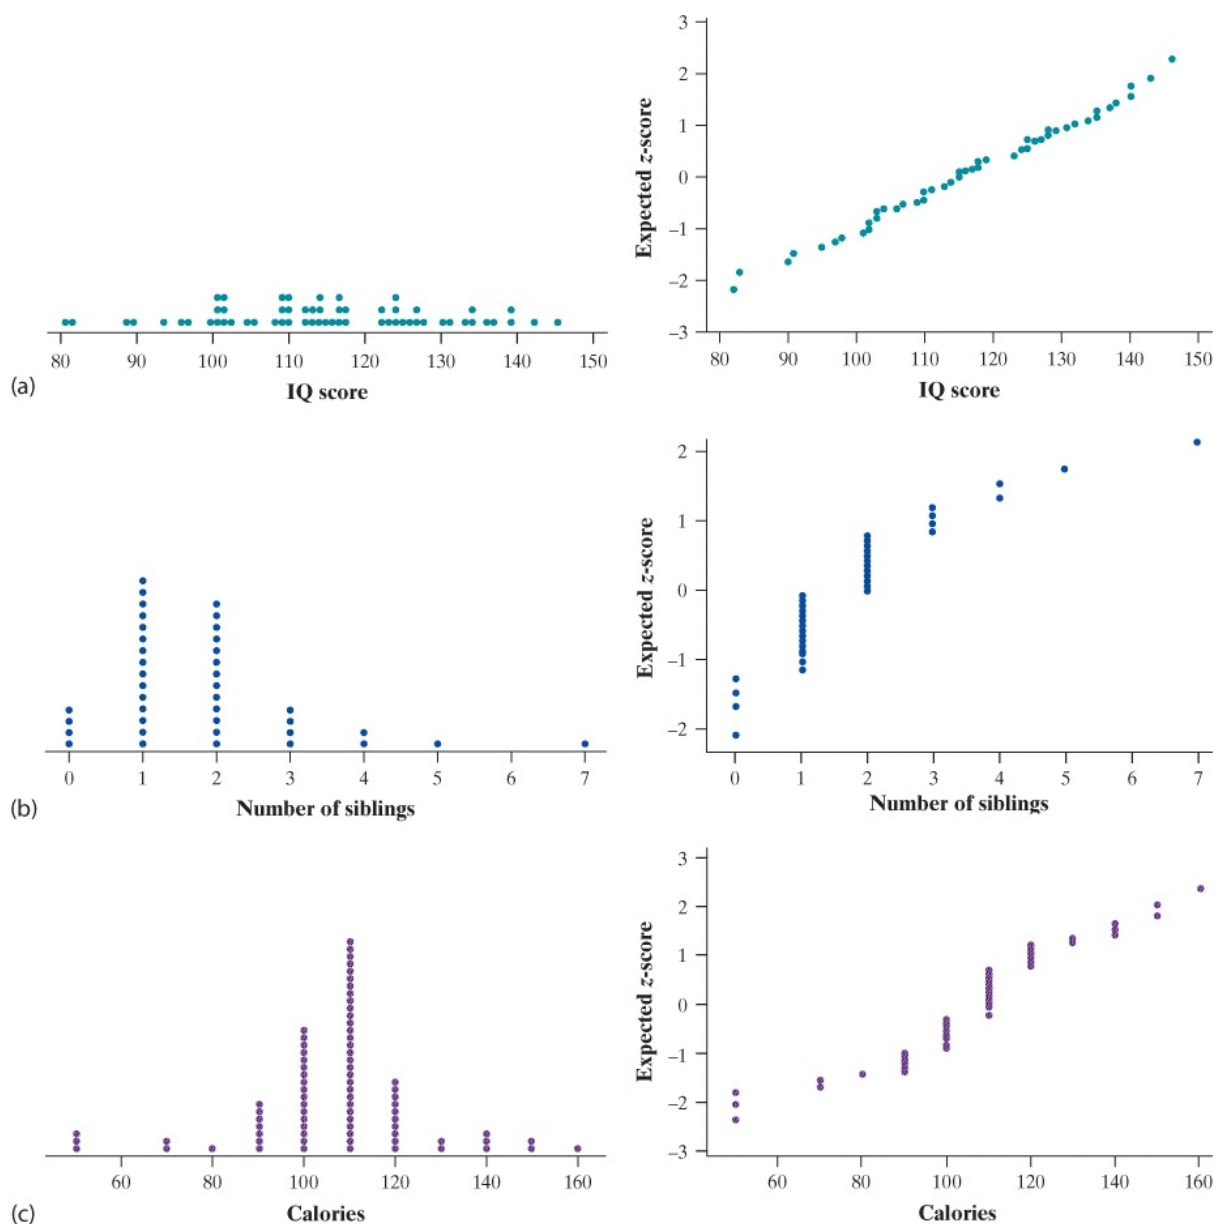 3
2
1
0
−1
−2
−3
Expected z-score
80 90 100 110 120 130 140 150
IQ score
80 90 100 110 120 130 140 150
IQ score
(a)
2
1
0
−1
−2
Expected z-score
0 1 2 3 4 5 6 7
Number of siblings
0 1 2 3 4 5 6 7
Number of siblings
(b)
3
2
1
0
−1
−2
−3
Expected z-score
60 80 100 120 140 160
Calories
60 80 100 120 140 160
Calories
(c)